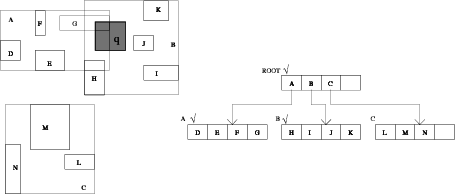 A F G K
q J B
D E
H I
M
N L
C
ROOT √
A B C
A √ B √ C
D E F G H I J K L M N